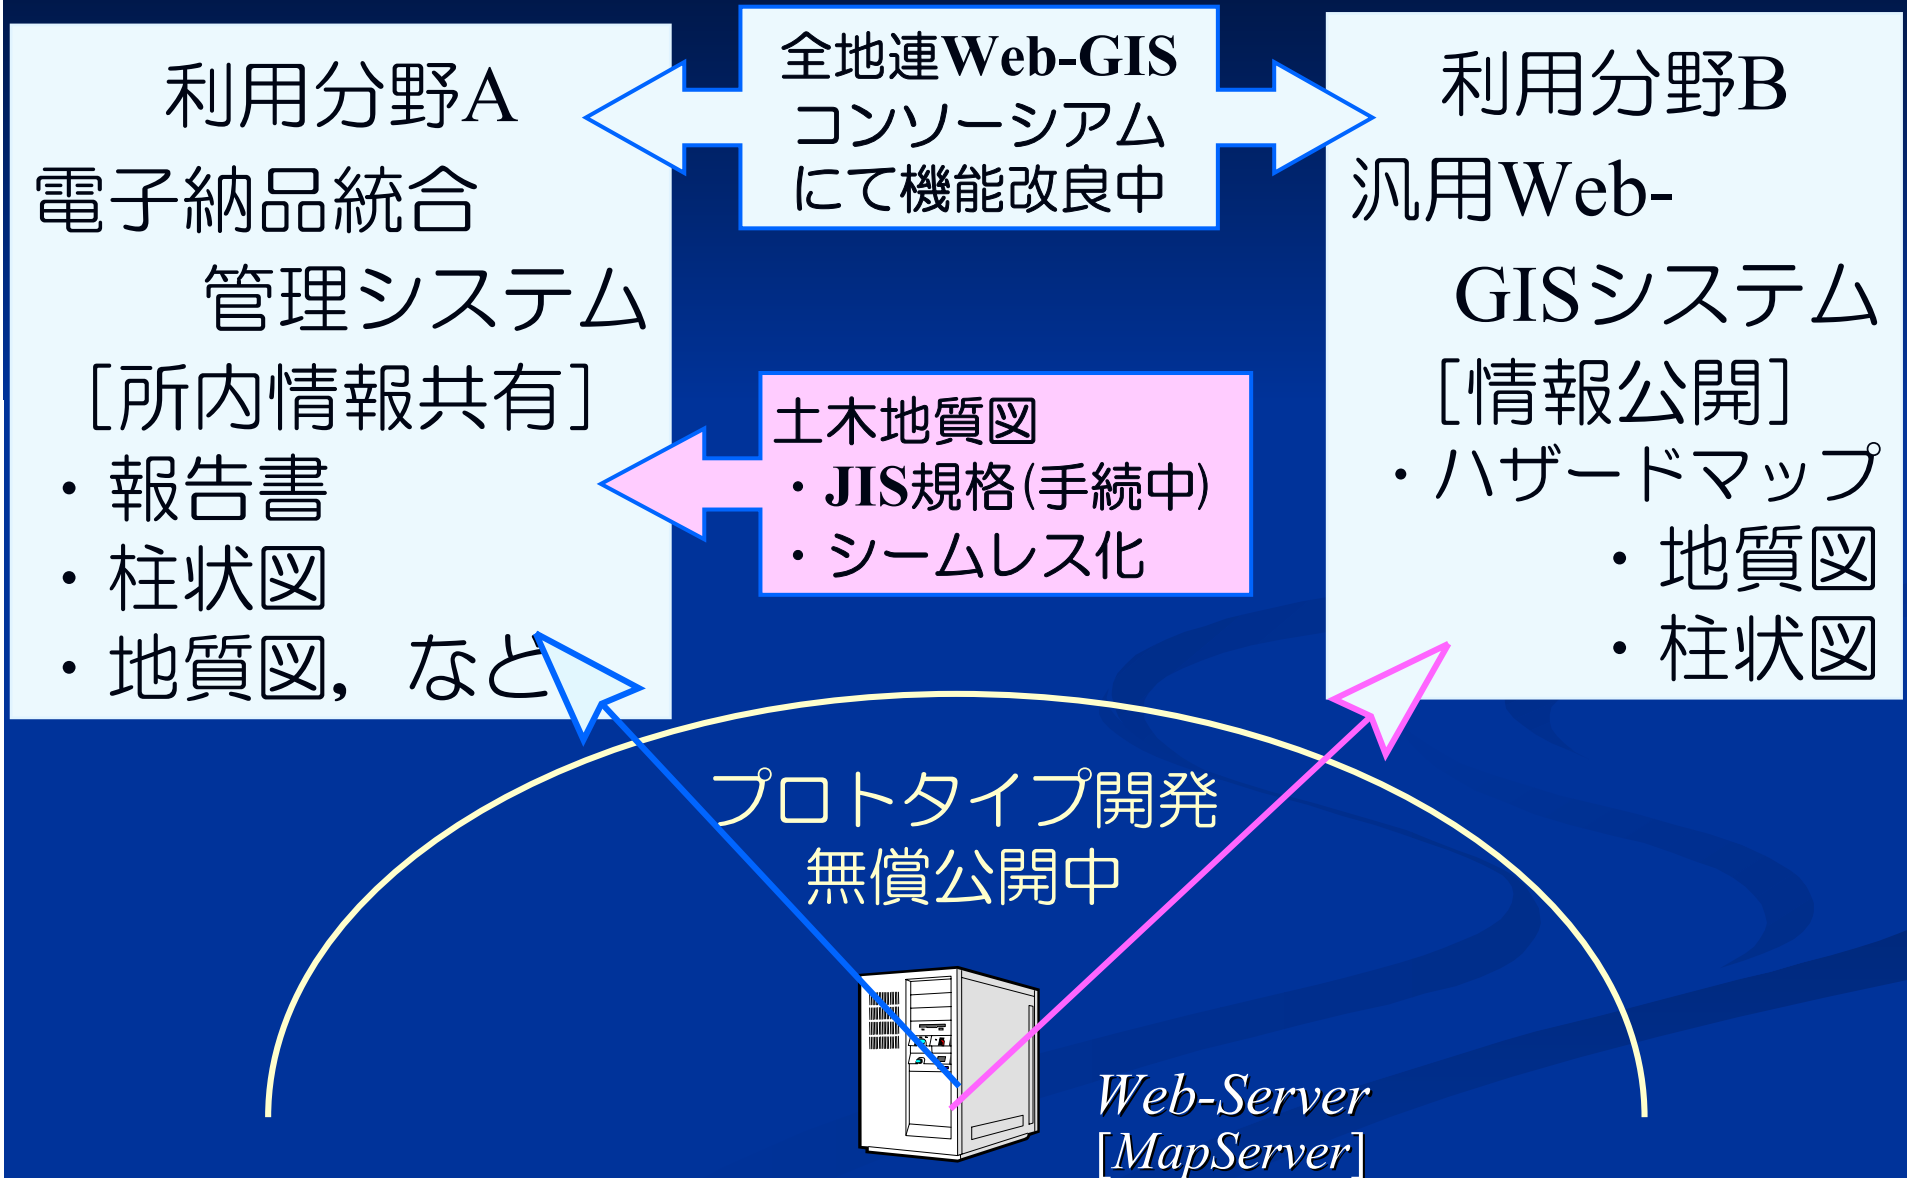 利用分野A
電子納品統合
管理システム
[所内情報共有]
・報告書
・柱状図
・地質図，など
全地連Web-GIS
コンソーシアム
にて機能改良中
利用分野B
汎用Web-
GISシステム
[情報公開]
・ハザードマップ
・地質図
・柱状図
土木地質図
・JIS規格(手続中)
・シームレス化
プロトタイプ開発
無償公開中
Web-Server
[MapServer]